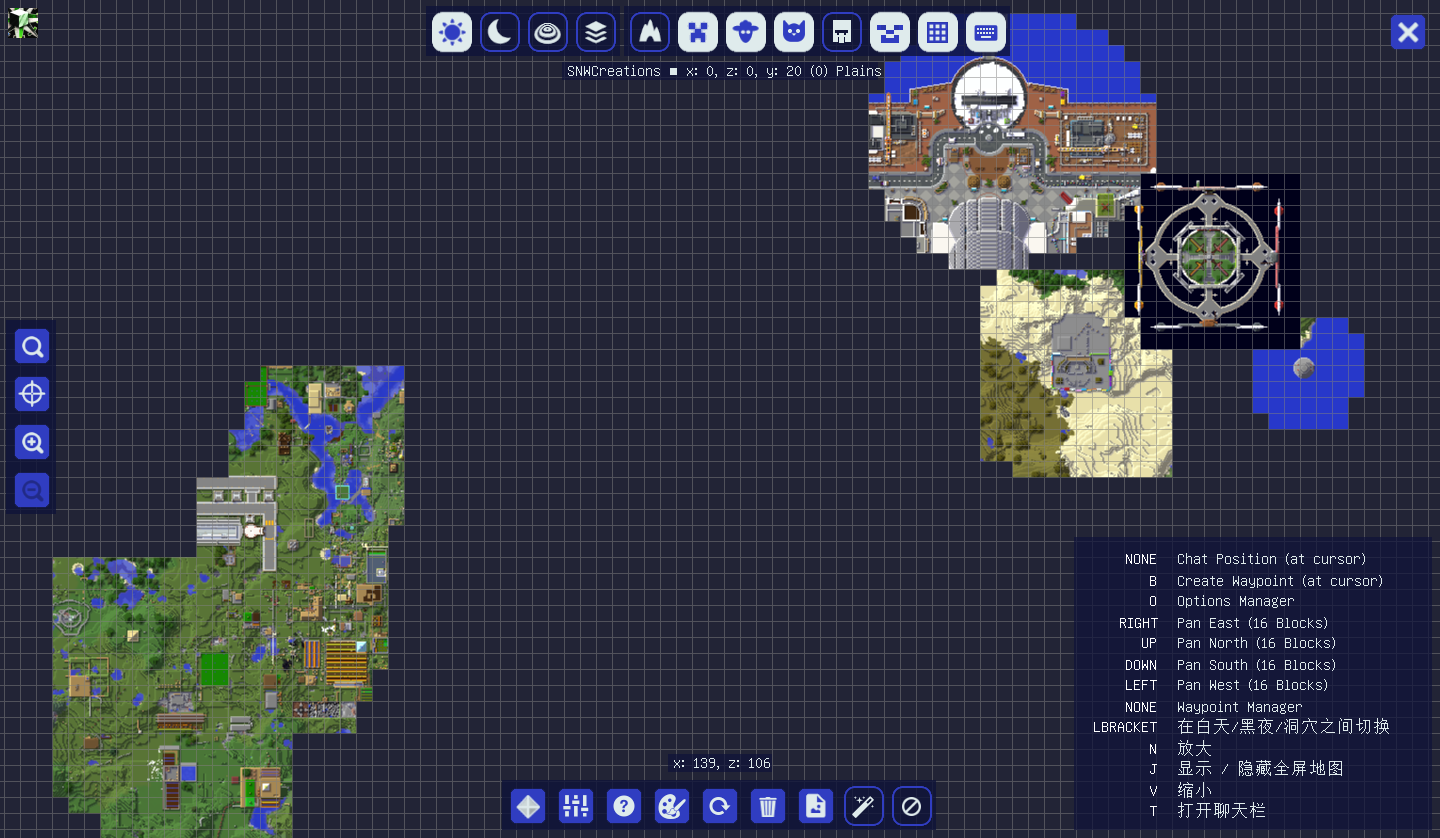 SNWCreations ■ x: 0, z: 0, y: 20 (0) Plains
NONE Chat Position (at cursor)
B Create Waypoint (at cursor)
O Options Manager
RIGHT Pan East (16 Blocks)
UP Pan North (16 Blocks)
DOWN Pan South (16 Blocks)
LEFT Pan West (16 Blocks)
NONE Waypoint Manager
LBRACKET 在白天/黑夜/洞穴之间切换
N 放大
J 显示 / 隐藏全屏地图
V 缩小
T 打开聊天栏
x: 139, z: 106